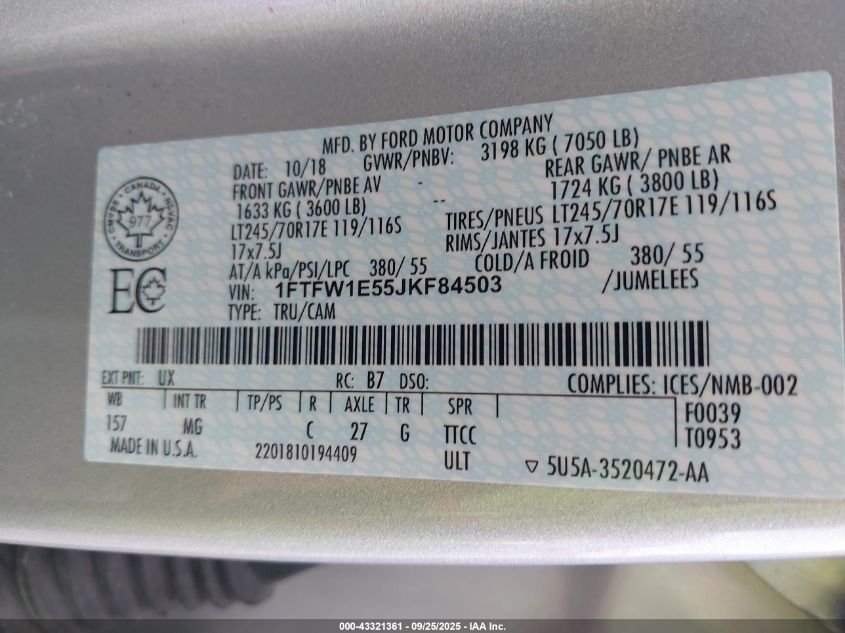 MFD. BY FORD MOTOR COMPANY
DATE: 10/18 GVWR/PNBV: 3198 KG ( 7050 LB)
FRONT GAWR/PNBE AV - REAR GAWR/ PNBE AR
1633 KG ( 3600 LB) -- 1724 KG ( 3800 LB)
LT245/70R17E 119/116S TIRES/PNEUS LT245/70R17E 119/116S
17x7.5J RIMS/JANTES 17x7.5J
AT/A kPa/PSI/LPC 380/ 55 COLD/A FROID 380/ 55
VIN: 1FTFW1E55JKF84503 /JUMELEES
TYPE: TRU/CAM
CANADA
977
TRANSPORT
CMVSS
NSVAC
EC
EXT PNT: UX RC: B7 DSO: COMPLIES: ICES/NMB-002
WB INT TR TP/PS R AXLE TR SPR F0039
157 MG C 27 G TTCC T0953
MADE IN U.S.A. 2201810194409 ULT ▽ 5U5A-3520472-AA
000-43321361 - 09/25/2025 - IAA Inc.